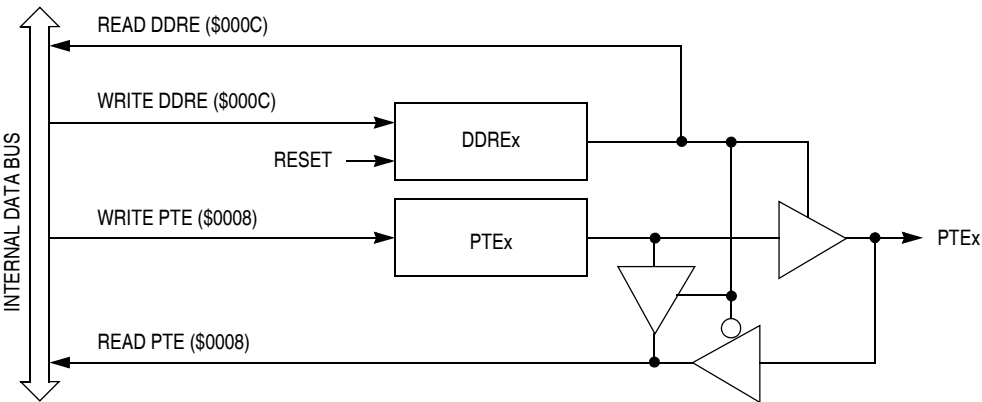 READ DDRE ($000C)
WRITE DDRE ($000C)
DDREx
RESET
WRITE PTE ($0008)
PTEx
PTEx
READ PTE ($0008)
INTERNAL DATA BUS